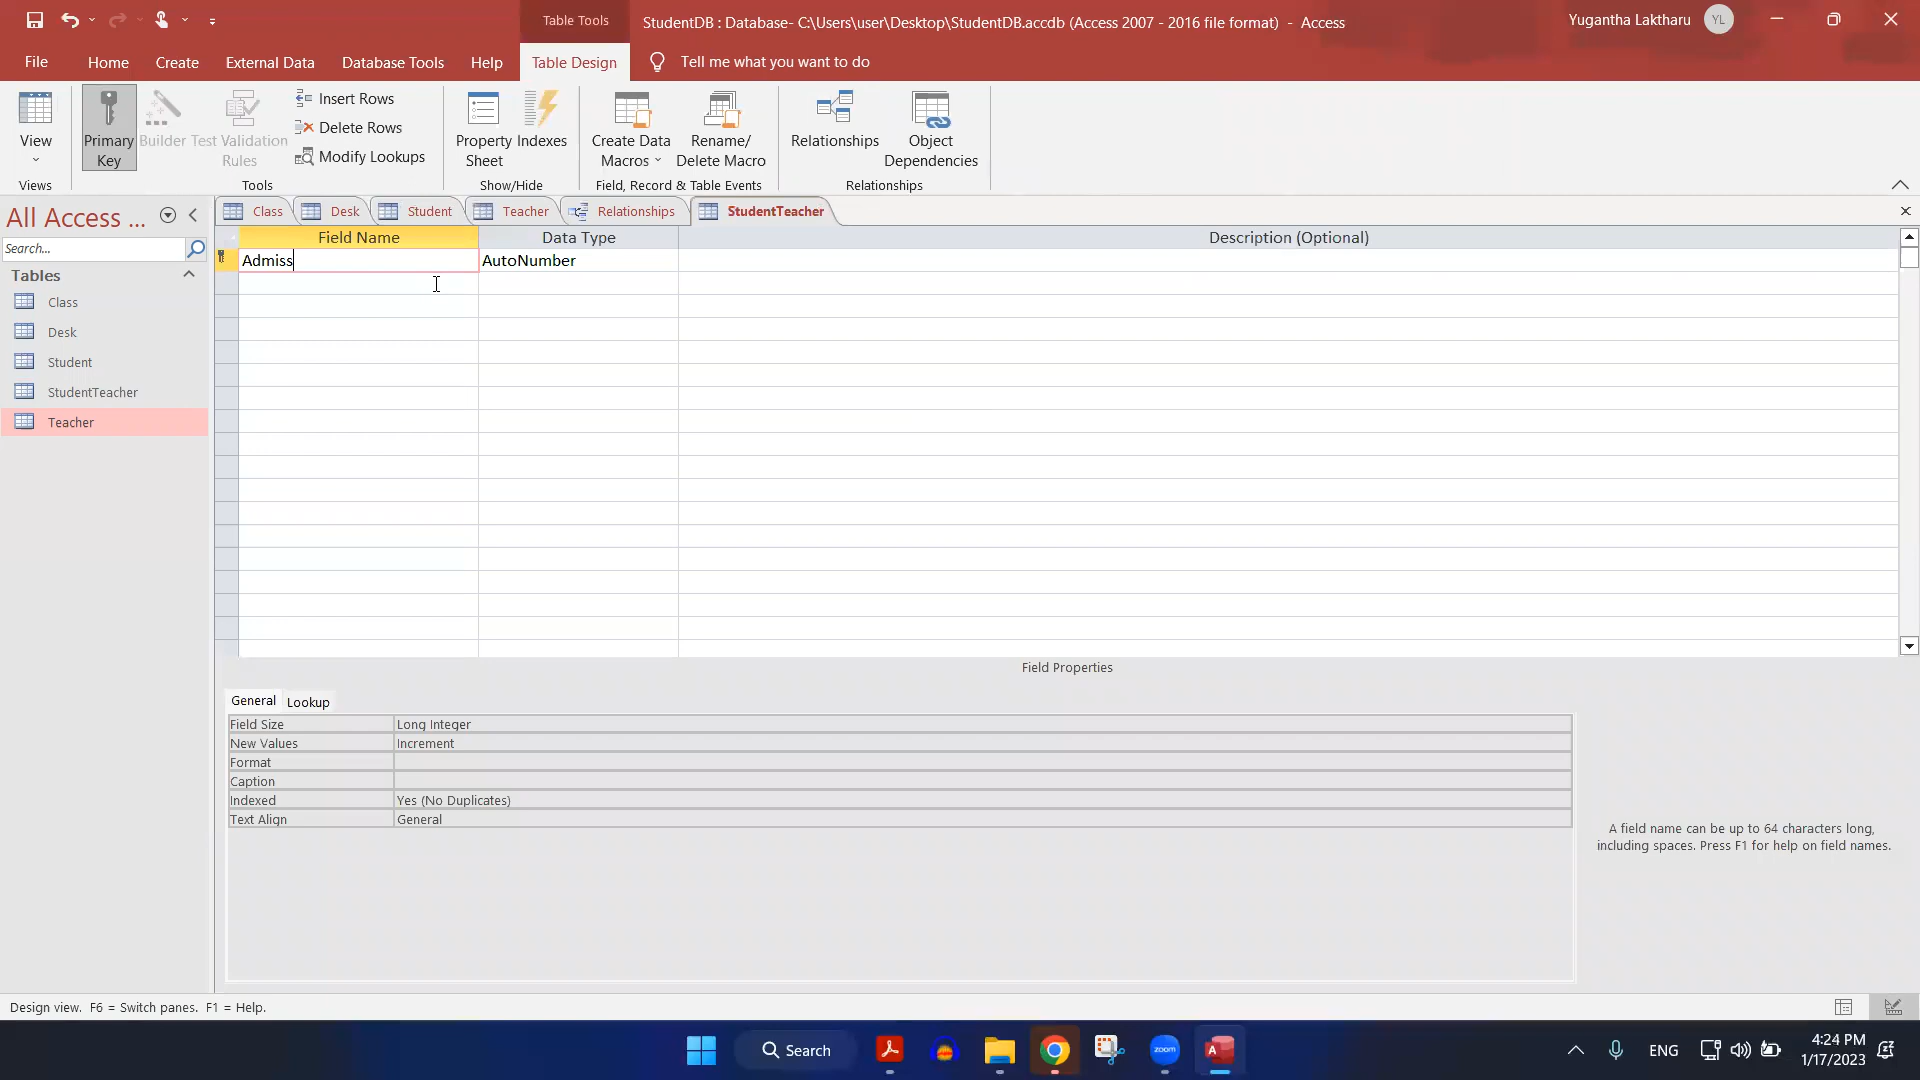 Table Tools
StudentDB : Database- C:\Users\user\Desktop\StudentDB.accdb (Access 2007 - 2016 file format)  -  Access
Yugantha Laktharu
YL
File
Home
Create
External Data
Database Tools
Help
Table Design
Tell me what you want to do
View
Primary Key
Builder
Test Validation Rules
Insert Rows
Delete Rows
Modify Lookups
Property Sheet
Indexes
Create Data Macros
Rename/ Delete Macro
Relationships
Object Dependencies
Views
Tools
Show/Hide
Field, Record & Table Events
Relationships
All Access ...
Search...
Tables
Class
Desk
Student
StudentTeacher
Teacher
Class
Desk
Student
Teacher
Relationships
StudentTeacher
Field Name
Data Type
Description (Optional)
Admiss
AutoNumber
Field Properties
General
Lookup
Field Size
Long Integer
New Values
Increment
Format
Caption
Indexed
Yes (No Duplicates)
Text Align
General
A field name can be up to 64 characters long,
including spaces. Press F1 for help on field names.
Design view.  F6 = Switch panes.  F1 = Help.
Search
zoom
ENG
4:24 PM
1/17/2023